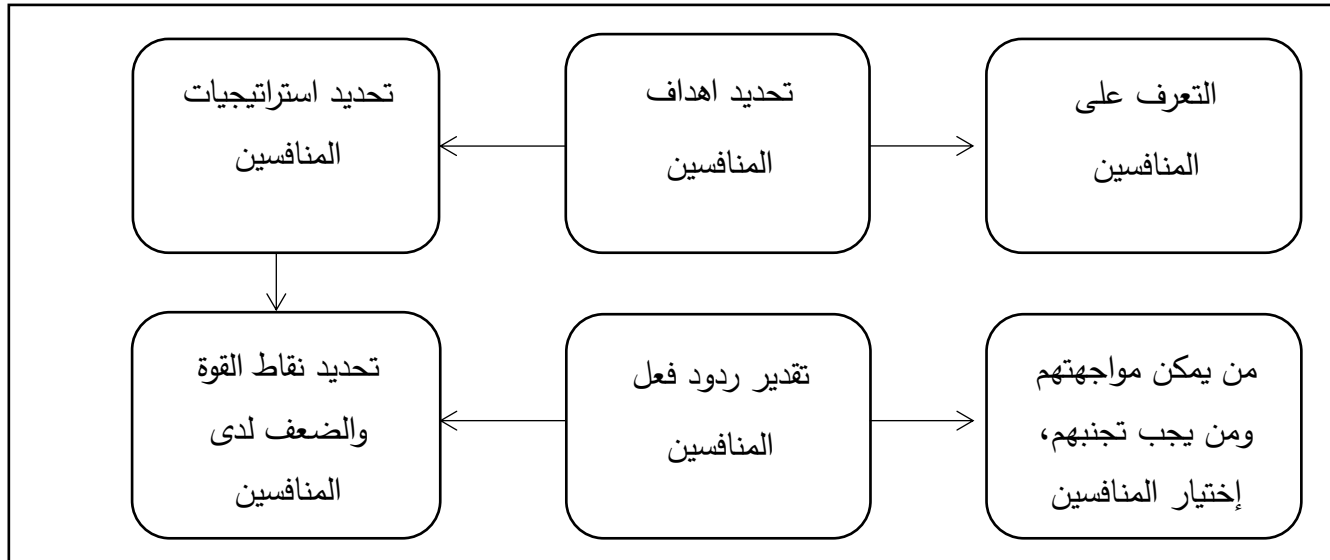 التعرف على
المنافسين
تحديد اهداف
المنافسين
تحديد استراتيجيات
المنافسين
من يمكن مواجهتهم
ومن يجب تجنبهم،
إختيار المنافسين
تقدير ردود فعل
المنافسين
تحديد نقاط القوة
والضعف لدى
المنافسين